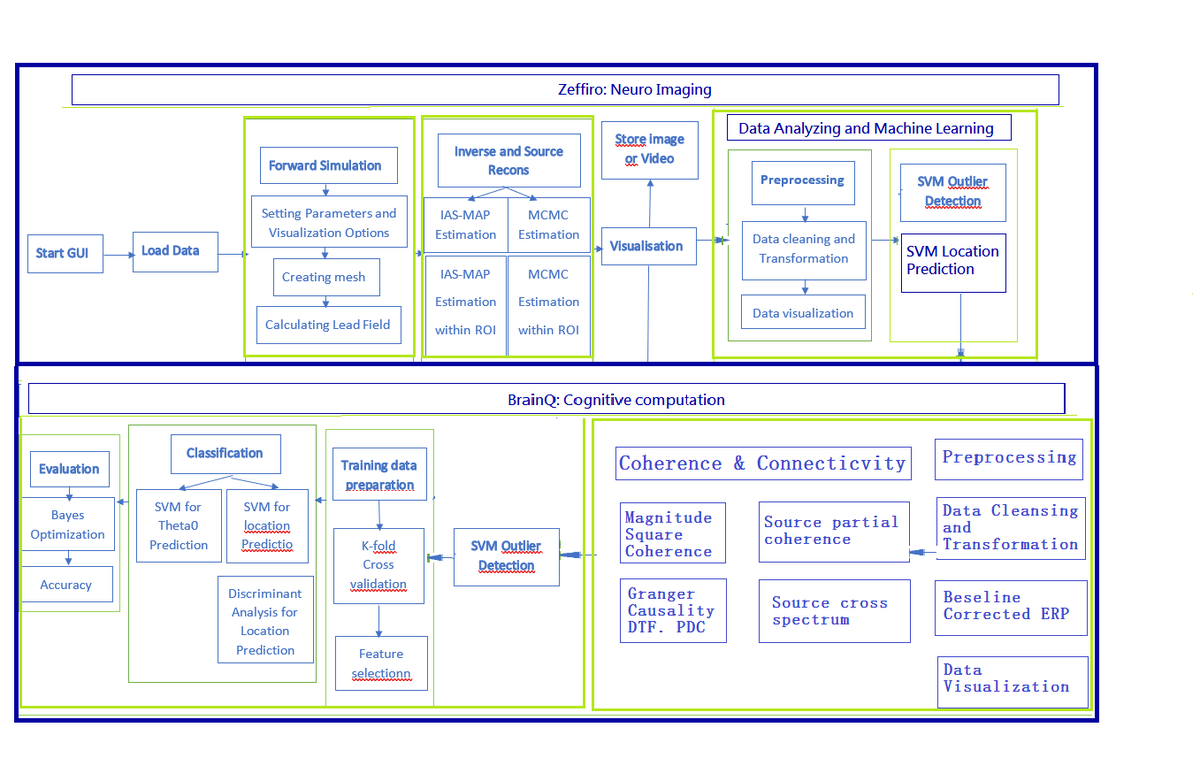 Zeffiro: Neuro Imaging
Start GUI
Load Data
Forward Simulation
Setting Parameters and
Visualization Options
Creating mesh
Calculating Lead Field
Inverse and Source
Recons
IAS-MAP
Estimation
MCMC
Estimation
IAS-MAP
Estimation
within ROI
MCMC
Estimation
within ROI
Store image
or Video
Visualisation
Data Analyzing and Machine Learning
Preprocessing
Data cleaning and
Transformation
Data visualization
SVM Outlier
Detection
SVM Location
Prediction
BrainQ: Cognitive computation
Evaluation
Bayes
Optimization
Accuracy
Classification
SVM for
Theta0
Prediction
SVM for
location
Predictio
Discriminant
Analysis for
Location
Prediction
Training data
preparation
K-fold
Cross
validation
Feature
selectionn
SVM Outlier
Detection
Coherence & Connecticvity
Magnitude
Square
Coherence
Source partial
coherence
Granger
Causality
DTF. PDC
Source cross
spectrum
Preprocessing
Data Cleansing
and
Transformation
Beseline
Corrected ERP
Data
Visualization